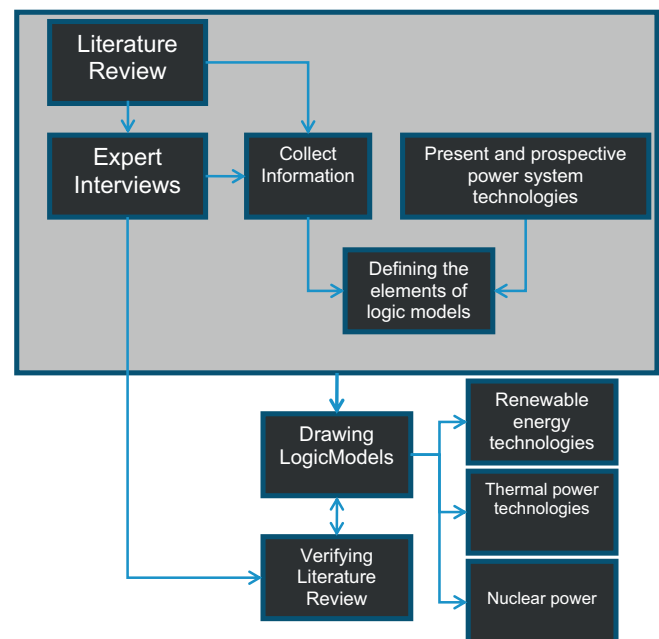 Literature
Review
Expert
Interviews
Collect
Information
Present and prospective
power system
technologies
Defining the
elements of
logic models
Drawing
LogicModels
Renewable
energy
technologies
Thermal power
technologies
Verifying
Literature
Review
Nuclear power